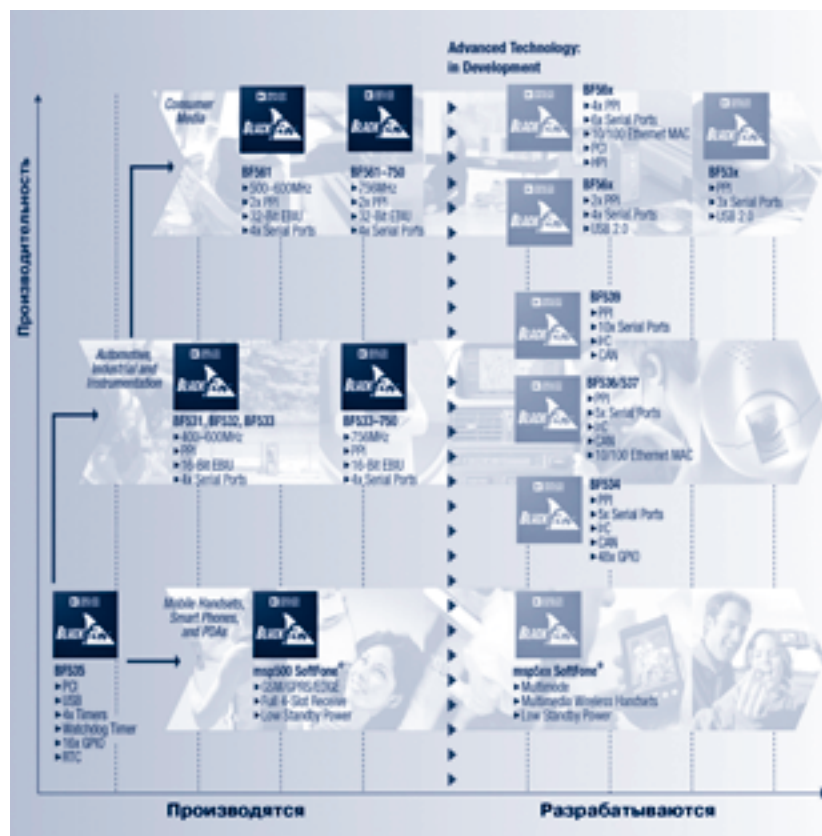 Advanced Technology:
in Development
Consumer
Media
BF561
►500–600MHz
►2x PPI
►32-Bit EBIU
►4x Serial Ports
BF561–750
►756MHz
►2x PPI
►32-Bit EBIU
►4x Serial Ports
BF56x
►4x PPI
►6x Serial Ports
►10/100 Ethernet MAC
►PCI
►HPI
BF56x
►2x PPI
►4x Serial Ports
►USB 2.0
BF53x
►PPI
►3x Serial Ports
►USB 2.0
Производительность
Automotive,
Industrial and
Instrumentation
BF531, BF532, BF533
►400–600MHz
►PPI
►16-Bit EBIU
►4x Serial Ports
BF533–750
►756MHz
►PPI
►16-Bit EBIU
►4x Serial Ports
BF539
►PPI
►10x Serial Ports
►I²C
►CAN
BF536/537
►PPI
►5x Serial Ports
►I²C
►CAN
►10/100 Ethernet MAC
BF534
►PPI
►5x Serial Ports
►I²C
►CAN
►48x GPIO
BF535
►PCI
►USB
►4x Timers
►Watchdog Timer
►16x GPIO
►RTC
Mobile Handsets,
Smart Phones,
and PDAs
msp500 SoftFone®
►GSM/GPRS/EDGE
►Full 4-Slot Receive
►Low Standby Power
msp5xx SoftFone®
►Multimode
►Multimedia Wireless Handsets
►Low Standby Power
Производятся
Разрабатываются